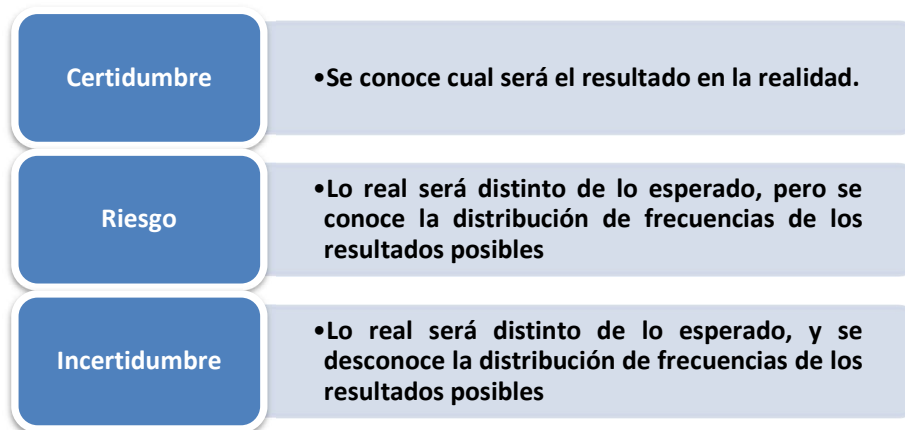 Certidumbre
•Se conoce cual será el resultado en la realidad.
Riesgo
•Lo real será distinto de lo esperado, pero se
conoce la distribución de frecuencias de los
resultados posibles
Incertidumbre
•Lo real será distinto de lo esperado, y se
desconoce la distribución de frecuencias de los
resultados posibles